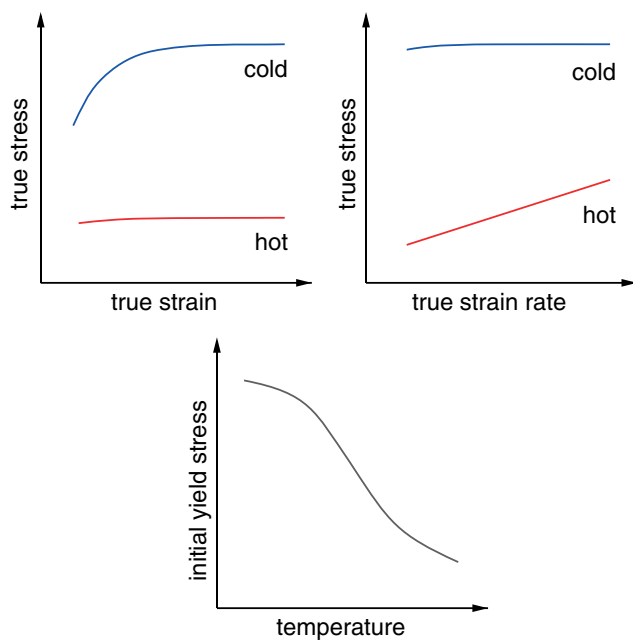 true stress
cold
hot
true strain
true stress
cold
hot
true strain rate
initial yield stress
temperature